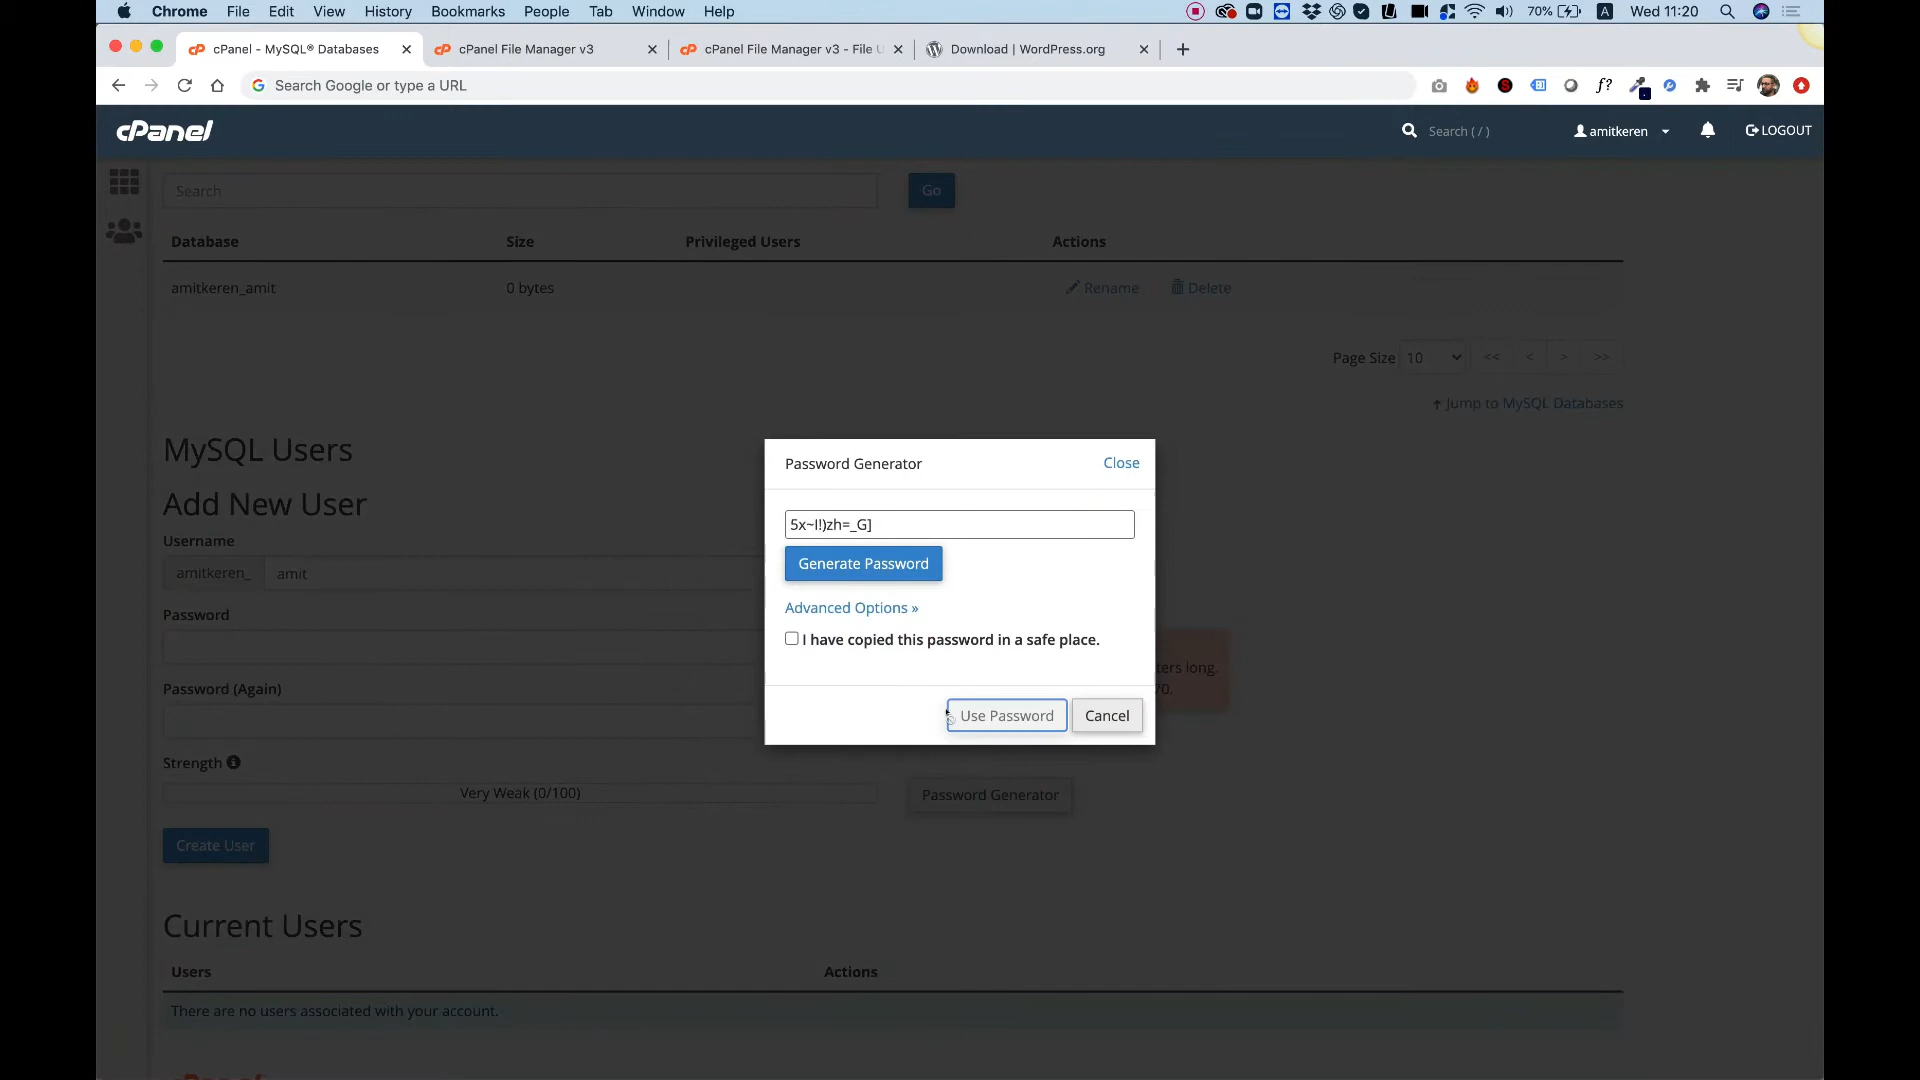 Chrome File Edit View History Bookmarks People Tab Window Help 70% A Wed 11:20
cPanel - MySQL® Databases
cPanel File Manager v3
cPanel File Manager v3 - File U
Download | WordPress.org
Search Google or type a URL
f?
cPanel
Search ( / )
amitkeren
LOGOUT
Search
Go
Database Size Privileged Users Actions
amitkeren_amit 0 bytes Rename Delete
Page Size 10 << < > >>
Jump to MySQL Databases
MySQL Users
Add New User
Username
amitkeren_ amit
Password
Password (Again)
Strength
Very Weak (0/100)
Password Generator
Create User
Current Users
Users Actions
There are no users associated with your account.
Password Generator
Close
5x~I!)zh=_G]
Generate Password
Advanced Options »
I have copied this password in a safe place.
Use Password
Cancel
ters long.
70.